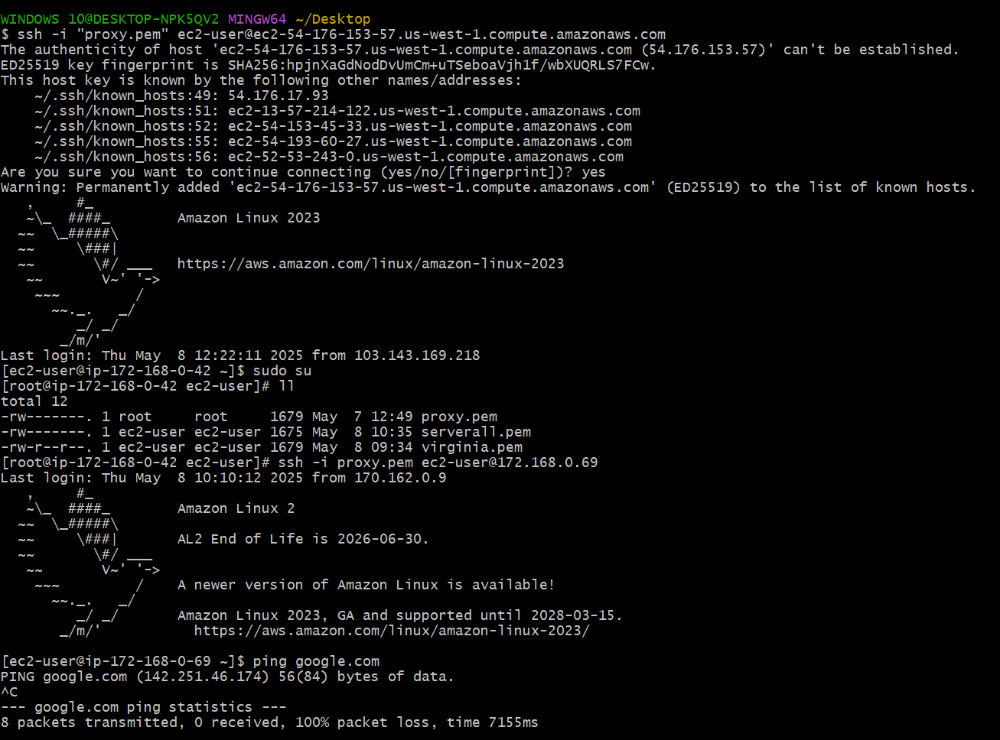 WINDOWS 10@DESKTOP-NPK5QV2 MINGW64 ~/Desktop
$ ssh -i "proxy.pem" ec2-user@ec2-54-176-153-57.us-west-1.compute.amazonaws.com
The authenticity of host 'ec2-54-176-153-57.us-west-1.compute.amazonaws.com (54.176.153.57)' can't be established.
ED25519 key fingerprint is SHA256:hpjnXaGdNodDvUmCm+uTSeboaVjh1f/wbXUQRLS7FCw.
This host key is known by the following other names/addresses:
    ~/.ssh/known_hosts:49: 54.176.17.93
    ~/.ssh/known_hosts:51: ec2-13-57-214-122.us-west-1.compute.amazonaws.com
    ~/.ssh/known_hosts:52: ec2-54-153-45-33.us-west-1.compute.amazonaws.com
    ~/.ssh/known_hosts:55: ec2-54-193-60-27.us-west-1.compute.amazonaws.com
    ~/.ssh/known_hosts:56: ec2-52-53-243-0.us-west-1.compute.amazonaws.com
Are you sure you want to continue connecting (yes/no/[fingerprint])? yes
Warning: Permanently added 'ec2-54-176-153-57.us-west-1.compute.amazonaws.com' (ED25519) to the list of known hosts.
   ,     #_
   ~\_  ####_        Amazon Linux 2023
  ~~  \_#####\
  ~~     \###|
  ~~       \#/ ___   https://aws.amazon.com/linux/amazon-linux-2023
   ~~       V~' '->
    ~~~         /
      ~~._.   _/
         _/ _/
       _/m/'
Last login: Thu May  8 12:22:11 2025 from 103.143.169.218
[ec2-user@ip-172-168-0-42 ~]$ sudo su
[root@ip-172-168-0-42 ec2-user]# ll
total 12
-rw-------. 1 root     root     1679 May  7 12:49 proxy.pem
-rw-------. 1 ec2-user ec2-user 1675 May  8 10:35 serverall.pem
-rw-r--r--. 1 ec2-user ec2-user 1679 May  8 09:34 virginia.pem
[root@ip-172-168-0-42 ec2-user]# ssh -i proxy.pem ec2-user@172.168.0.69
Last login: Thu May  8 10:10:12 2025 from 170.162.0.9
   ,     #_
   ~\_  ####_        Amazon Linux 2
  ~~  \_#####\
  ~~     \###|       AL2 End of Life is 2026-06-30.
  ~~       \#/ ___
   ~~       V~' '->
    ~~~         /    A newer version of Amazon Linux is available!
      ~~._.   _/
         _/ _/       Amazon Linux 2023, GA and supported until 2028-03-15.
       _/m/'           https://aws.amazon.com/linux/amazon-linux-2023/
[ec2-user@ip-172-168-0-69 ~]$ ping google.com
PING google.com (142.251.46.174) 56(84) bytes of data.
^C
--- google.com ping statistics ---
8 packets transmitted, 0 received, 100% packet loss, time 7155ms